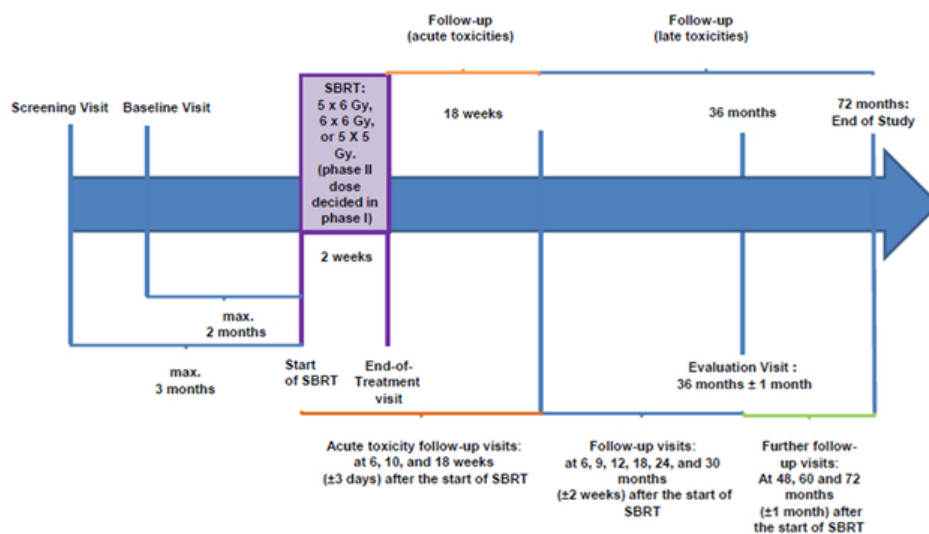 Follow-up
(acute toxicities)
Follow-up
(late toxicities)
Screening Visit
Baseline Visit
SBRT:
5 x 6 Gy,
6 x 6 Gy,
or 5 X 5
Gy.
(phase II
dose
decided in
phase I)
18 weeks
36 months
72 months:
End of Study
2 weeks
max.
2 months
max.
3 months
Start
of SBRT
End-of-
Treatment
visit
Evaluation Visit :
36 months ± 1 month
Acute toxicity follow-up visits:
at 6, 10, and 18 weeks
(±3 days) after the start of SBRT
Follow-up visits:
at 6, 9, 12, 18, 24, and 30
months
(±2 weeks) after the start of
SBRT
Further follow-
up visits:
At 48, 60 and 72
months
(±1 month) after
the start of SBRT